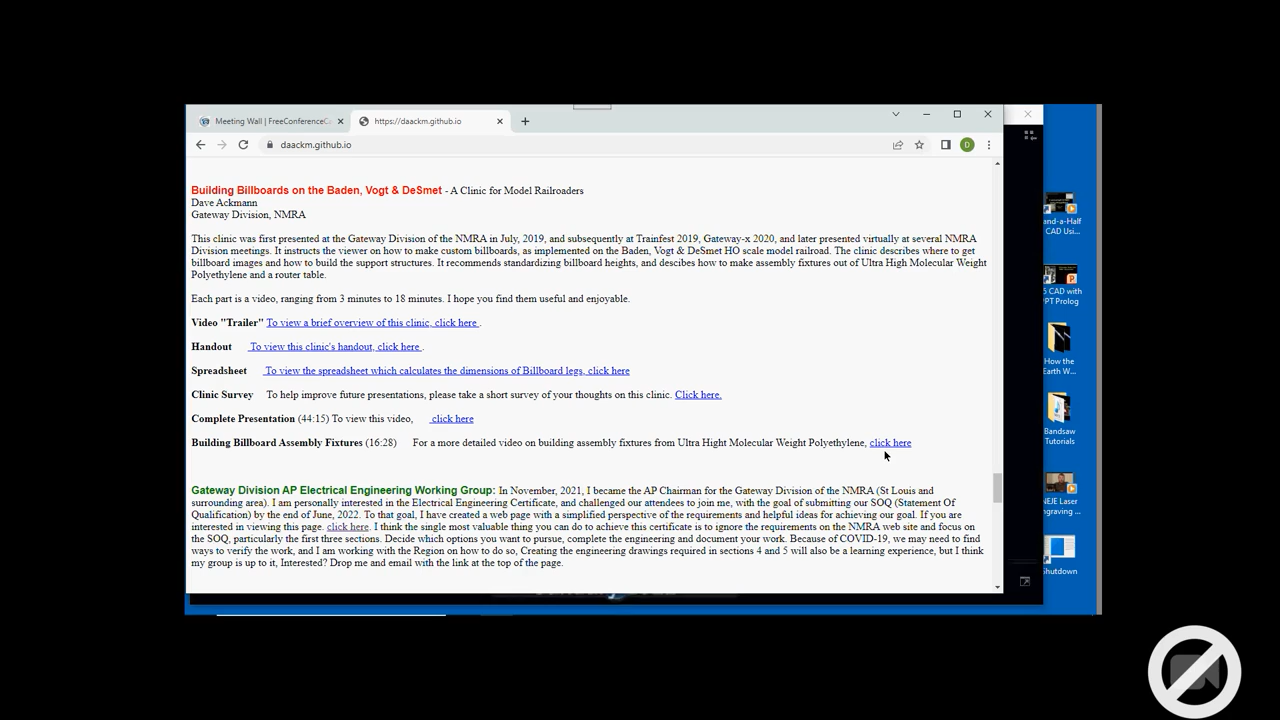 Meeting Wall | FreeConferenceC
https://daackm.github.io
daackm.github.io
Building Billboards on the Baden, Vogt & DeSmet - A Clinic for Model Railroaders
Dave Ackmann
Gateway Division, NMRA
This clinic was first presented at the Gateway Division of the NMRA in July, 2019, and subsequently at Trainfest 2019, Gateway-x 2020, and later presented virtually at several NMRA
Division meetings. It instructs the viewer on how to make custom billboards, as implemented on the Baden, Vogt & DeSmet HO scale model railroad. The clinic describes where to get
billboard images and how to build the support structures. It recommends standardizing billboard heights, and descibes how to make assembly fixtures out of Ultra High Molecular Weight
Polyethylene and a router table.
Each part is a video, ranging from 3 minutes to 18 minutes. I hope you find them useful and enjoyable.
Video "Trailer" To view a brief overview of this clinic, click here .
Handout To view this clinic's handout, click here .
Spreadsheet To view the spreadsheet which calculates the dimensions of Billboard legs, click here
Clinic Survey To help improve future presentations, please take a short survey of your thoughts on this clinic. Click here.
Complete Presentation (44:15) To view this video, click here
Building Billboard Assembly Fixtures (16:28) For a more detailed video on building assembly fixtures from Ultra Hight Molecular Weight Polyethylene, click here
Gateway Division AP Electrical Engineering Working Group: In November, 2021, I became the AP Chairman for the Gateway Division of the NMRA (St Louis and
surrounding area). I am personally interested in the Electrical Engineering Certificate, and challenged our attendees to join me, with the goal of submitting our SOQ (Statement Of
Qualification) by the end of June, 2022. To that goal, I have created a web page with a simplified perspective of the requirements and helpful ideas for achieving our goal. If you are
interested in viewing this page. click here. I think the single most valuable thing you can do to achieve this certificate is to ignore the requirements on the NMRA web site and focus on
the SOQ, particularly the first three sections. Decide which options you want to pursue, complete the engineering and document your work. Because of COVID-19, we may need to find
ways to verify the work, and I am working with the Region on how to do so, Creating the engineering drawings required in sections 4 and 5 will also be a learning experience, but I think
my group is up to it, Interested? Drop me and email with the link at the top of the page.
D
and-a-Half
CAD Usi...
CAD with
PT Prolog
How the
Earth W...
Bandsaw
Tutorials
NEJE Laser
ngraving ...
Shutdown